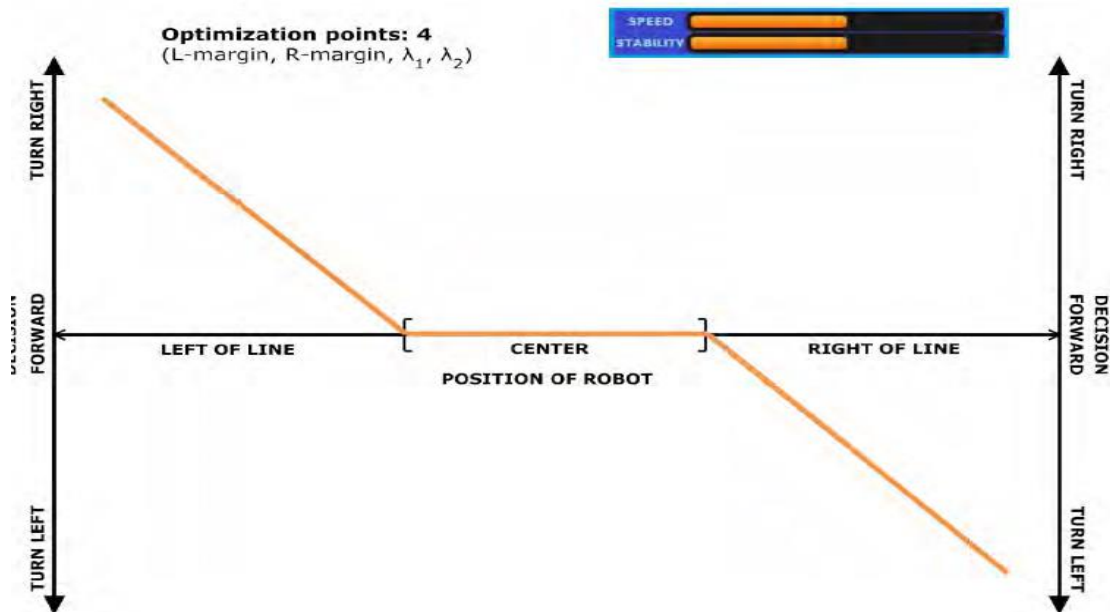 Optimization points: 4
(L-margin, R-margin, λ₁, λ₂)
SPEED
STABILITY
TURN RIGHT
TURN RIGHT
DECISION
FORWARD
FORWARD
DECISION
LEFT OF LINE
CENTER
RIGHT OF LINE
POSITION OF ROBOT
TURN LEFT
TURN LEFT